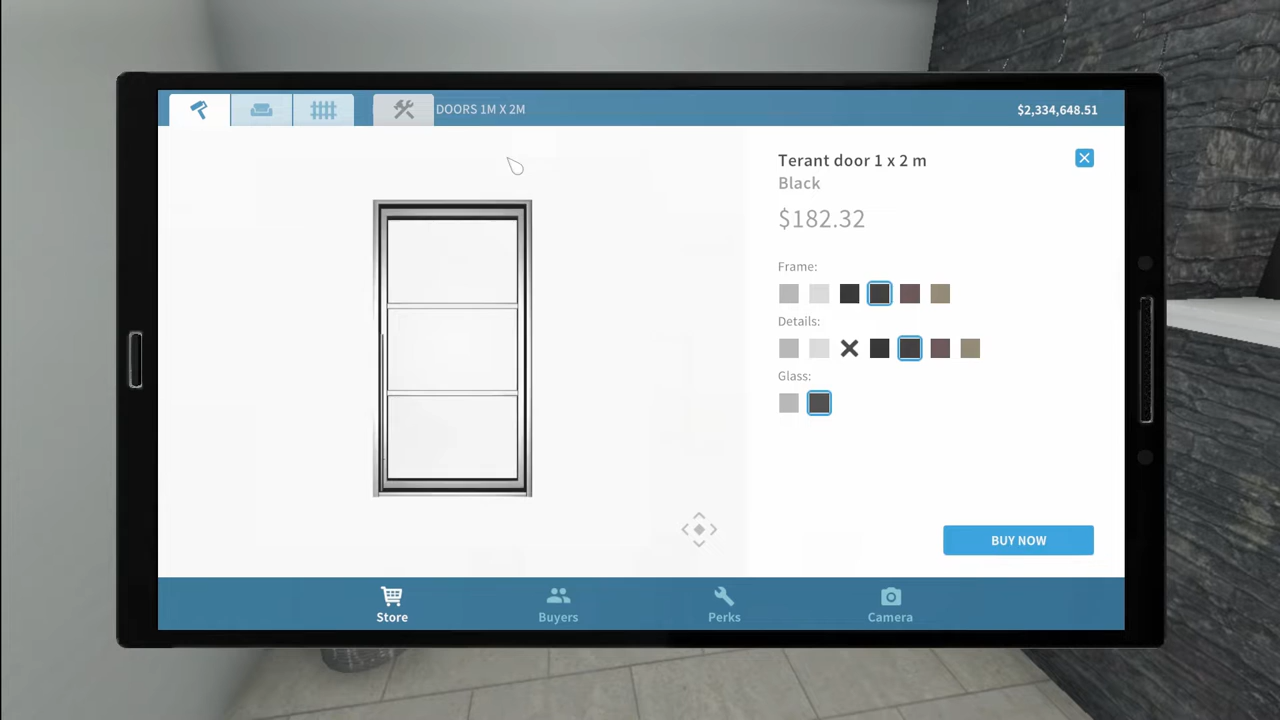 DOORS 1M X 2M
$2,334,648.51
Terant door 1 x 2 m
Black
$182.32
Frame:
Details:
Glass:
BUY NOW
Store
Buyers
Perks
Camera